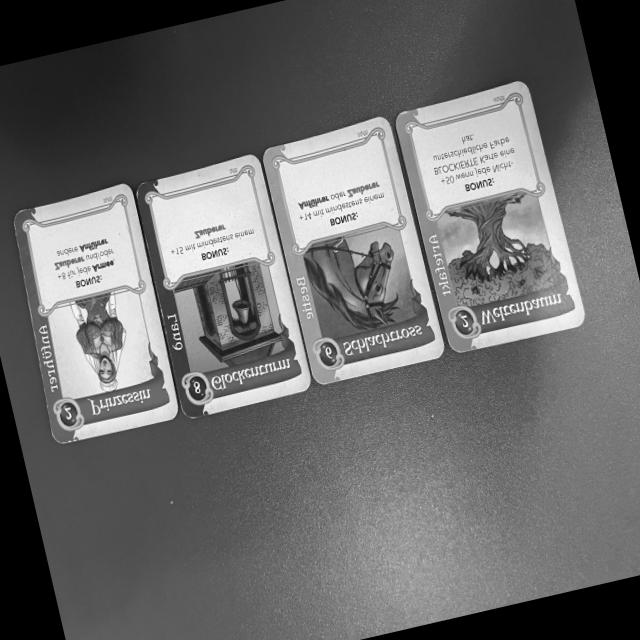 2 Prinzessin
Anführer
BONUS:
+8 für jede Armee,
Zauberer und/oder
andere Anführer
8 Glockenturm
Land
BONUS:
+15 mit mindestens einem
Zauberer
6 Schlachtross
Bestie
BONUS:
+14 mit mindestens einem
Anführer oder Zauberer
2 Weltenbaum
Artefakt
BONUS:
+50 wenn jede Nicht-
BLOCKIERTE Karte eine
unterschiedliche Farbe
hat.